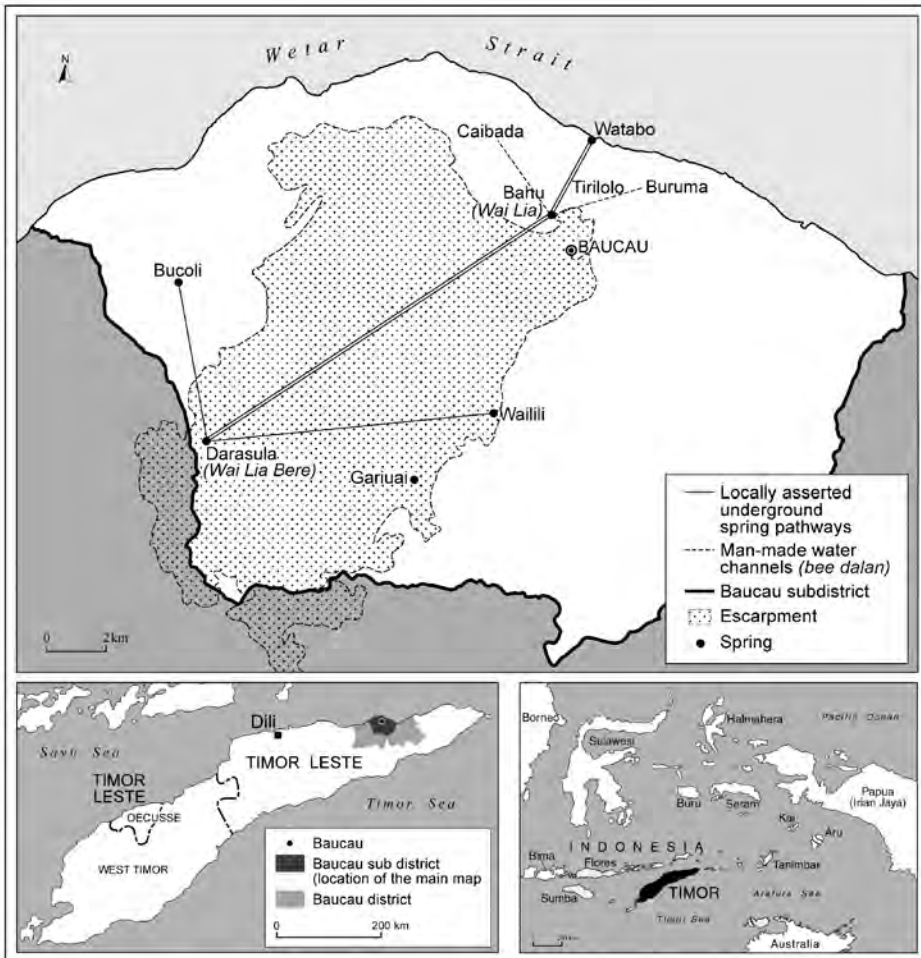 Wetar Strait
N
Caibada
Watabo
Bahu
(Wai Lia)
Tirilolo
Buruma
BAUCAU
Bucoli
Wailili
Darasula
(Wai Lia Bere)
Gariuai
0 2km
Locally asserted
underground
spring pathways
Man-made water
channels (bee dalan)
Baucau subdistrict
Escarpment
Spring
Dili
Savu Sea
TIMOR LESTE
TIMOR
LESTE
OECUSSE
Timor Sea
WEST TIMOR
Baucau
Baucau sub district
(location of the main map
Baucau district
0 200 km
Borneo
Halmahera
Pacific Ocean
Sulawesi
Papua
(Irian Jaya)
Buru
Seram
Kai
Aru
INDONESIA
Bima
Flores
Tanimbar
Sumba
TIMOR
Arafura Sea
Timor Sea
Australia